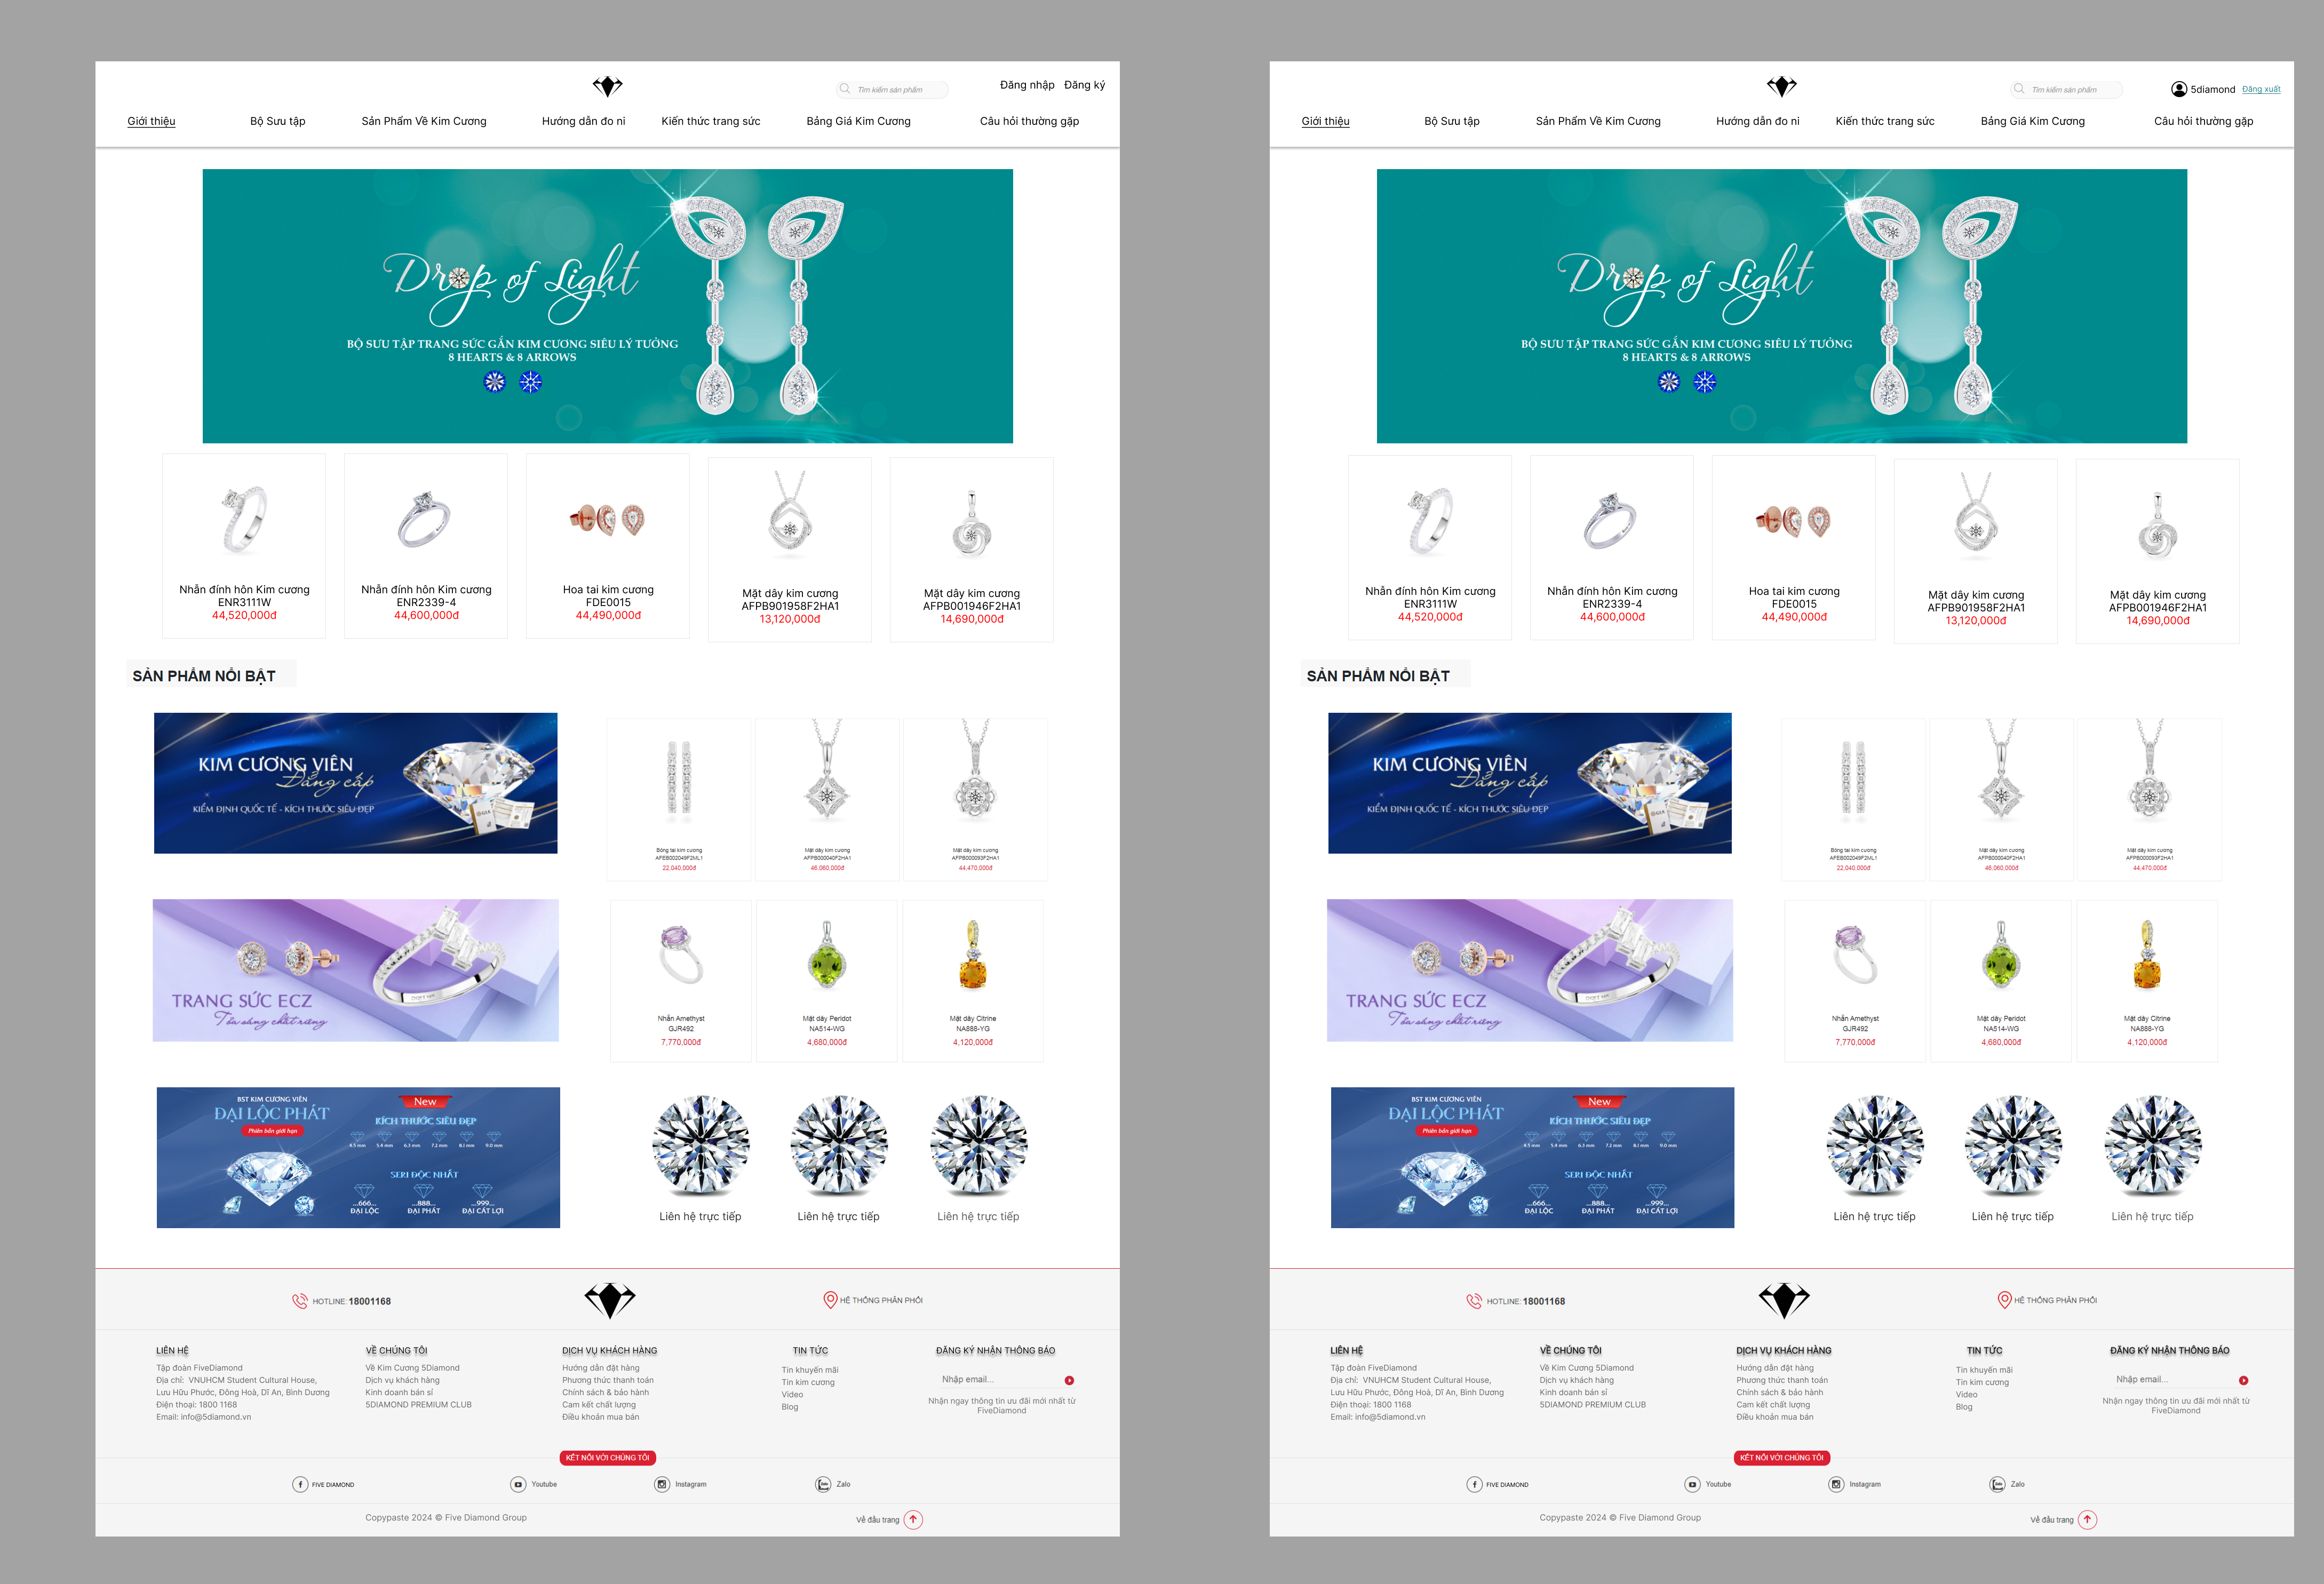 Tìm kiếm sản phẩm
Đăng nhập Đăng ký
Giới thiệu
Bộ Sưu tập
Sản Phẩm Về Kim Cương
Hướng dẫn đo ni
Kiến thức trang sức
Bảng Giá Kim Cương
Câu hỏi thường gặp
Drop of Light
BỘ SƯU TẬP TRANG SỨC GẮN KIM CƯƠNG SIÊU LÝ TƯỞNG
8 HEARTS & 8 ARROWS
Nhẫn đính hôn Kim cương
ENR3111W
44,520,000đ
Nhẫn đính hôn Kim cương
ENR2339-4
44,600,000đ
Hoa tai kim cương
FDE0015
44,490,000đ
Mặt dây kim cương
AFPB901958F2HA1
13,120,000đ
Mặt dây kim cương
AFPB001946F2HA1
14,690,000đ
SẢN PHẨM NỔI BẬT
KIM CƯƠNG VIÊN
Đẳng cấp
KIỂM ĐỊNH QUỐC TẾ - KÍCH THƯỚC SIÊU ĐẸP
Bông tai kim cương
AFEB002049F2ML1
22,040,000đ
Mặt dây kim cương
AFPB000040F2HA1
46,060,000đ
Mặt dây kim cương
AFPB000093F2HA1
44,470,000đ
TRANG SỨC ECZ
Tỏa sáng chất riêng
Nhẫn Amethyst
GJR492
7,770,000đ
Mặt dây Peridot
NA514-WG
4,680,000đ
Mặt dây Citrine
NA888-YG
4,120,000đ
BST KIM CƯƠNG VIÊN
ĐẠI LỘC PHÁT
Phiên bản giới hạn
New
KÍCH THƯỚC SIÊU ĐẸP
4.5 mm 5.4 mm 6.3 mm 7.2 mm 8.1 mm 9.0 mm
SERI ĐỘC NHẤT
...666... ...888... ...999...
ĐẠI LỘC ĐẠI PHÁT ĐẠI CÁT LỢI
Liên hệ trực tiếp
Liên hệ trực tiếp
Liên hệ trực tiếp
HOTLINE: 18001168
HỆ THỐNG PHÂN PHỐI
LIÊN HỆ
Tập đoàn FiveDiamond
Địa chỉ: VNUHCM Student Cultural House,
Lưu Hữu Phước, Đông Hoà, Dĩ An, Bình Dương
Điện thoại: 1800 1168
Email: info@5diamond.vn
VỀ CHÚNG TÔI
Về Kim Cương 5Diamond
Dịch vụ khách hàng
Kinh doanh bán sỉ
5DIAMOND PREMIUM CLUB
DỊCH VỤ KHÁCH HÀNG
Hướng dẫn đặt hàng
Phương thức thanh toán
Chính sách & bảo hành
Cam kết chất lượng
Điều khoản mua bán
TIN TỨC
Tin khuyến mãi
Tin kim cương
Video
Blog
ĐĂNG KÝ NHẬN THÔNG BÁO
Nhập email...
Nhận ngay thông tin ưu đãi mới nhất từ
FiveDiamond
KẾT NỐI VỚI CHÚNG TÔI
FIVE DIAMOND
Youtube
Instagram
Zalo
Copypaste 2024 © Five Diamond Group
Về đầu trang
Tìm kiếm sản phẩm
5diamond Đăng xuất
Giới thiệu
Bộ Sưu tập
Sản Phẩm Về Kim Cương
Hướng dẫn đo ni
Kiến thức trang sức
Bảng Giá Kim Cương
Câu hỏi thường gặp
Drop of Light
BỘ SƯU TẬP TRANG SỨC GẮN KIM CƯƠNG SIÊU LÝ TƯỞNG
8 HEARTS & 8 ARROWS
Nhẫn đính hôn Kim cương
ENR3111W
44,520,000đ
Nhẫn đính hôn Kim cương
ENR2339-4
44,600,000đ
Hoa tai kim cương
FDE0015
44,490,000đ
Mặt dây kim cương
AFPB901958F2HA1
13,120,000đ
Mặt dây kim cương
AFPB001946F2HA1
14,690,000đ
SẢN PHẨM NỔI BẬT
KIM CƯƠNG VIÊN
Đẳng cấp
KIỂM ĐỊNH QUỐC TẾ - KÍCH THƯỚC SIÊU ĐẸP
Bông tai kim cương
AFEB002049F2ML1
22,040,000đ
Mặt dây kim cương
AFPB000040F2HA1
46,060,000đ
Mặt dây kim cương
AFPB000093F2HA1
44,470,000đ
TRANG SỨC ECZ
Tỏa sáng chất riêng
Nhẫn Amethyst
GJR492
7,770,000đ
Mặt dây Peridot
NA514-WG
4,680,000đ
Mặt dây Citrine
NA888-YG
4,120,000đ
BST KIM CƯƠNG VIÊN
ĐẠI LỘC PHÁT
Phiên bản giới hạn
New
KÍCH THƯỚC SIÊU ĐẸP
4.5 mm 5.4 mm 6.3 mm 7.2 mm 8.1 mm 9.0 mm
SERI ĐỘC NHẤT
...666... ...888... ...999...
ĐẠI LỘC ĐẠI PHÁT ĐẠI CÁT LỢI
Liên hệ trực tiếp
Liên hệ trực tiếp
Liên hệ trực tiếp
HOTLINE: 18001168
HỆ THỐNG PHÂN PHỐI
LIÊN HỆ
Tập đoàn FiveDiamond
Địa chỉ: VNUHCM Student Cultural House,
Lưu Hữu Phước, Đông Hoà, Dĩ An, Bình Dương
Điện thoại: 1800 1168
Email: info@5diamond.vn
VỀ CHÚNG TÔI
Về Kim Cương 5Diamond
Dịch vụ khách hàng
Kinh doanh bán sỉ
5DIAMOND PREMIUM CLUB
DỊCH VỤ KHÁCH HÀNG
Hướng dẫn đặt hàng
Phương thức thanh toán
Chính sách & bảo hành
Cam kết chất lượng
Điều khoản mua bán
TIN TỨC
Tin khuyến mãi
Tin kim cương
Video
Blog
ĐĂNG KÝ NHẬN THÔNG BÁO
Nhập email...
Nhận ngay thông tin ưu đãi mới nhất từ
FiveDiamond
KẾT NỐI VỚI CHÚNG TÔI
FIVE DIAMOND
Youtube
Instagram
Zalo
Copypaste 2024 © Five Diamond Group
Về đầu trang